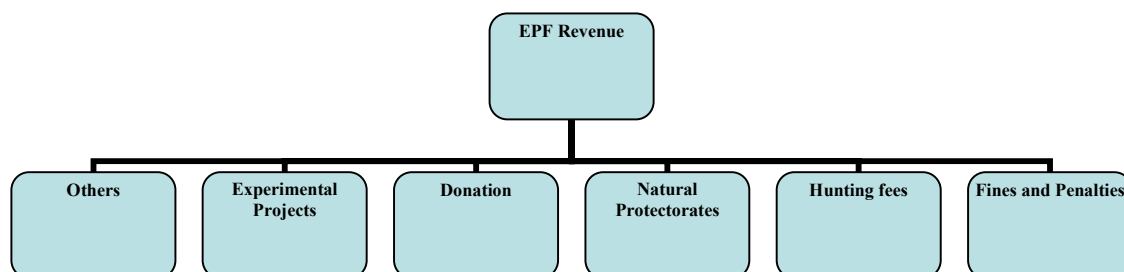 EPF Revenue
Others
Experimental
Projects
Donation
Natural
Protectorates
Hunting fees
Fines and Penalties